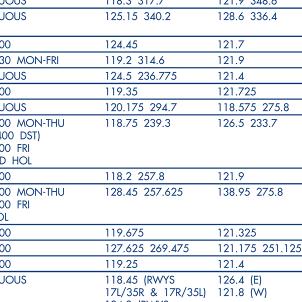 UOUS 118.3 317.7 121.9 348.6
UOUS 125.15 340.2 128.6 336.4
00 124.45 121.7
30 MON-FRI 119.2 314.6 121.9
UOUS 124.5 236.775 121.4
00 119.35 121.725
UOUS 120.175 294.7 118.575 275.8
00 MON-THU 118.75 239.3 126.5 233.7
400 DST)
00 FRI
D HOL
00 118.2 257.8 121.9
00 MON-THU 128.45 257.625 138.95 275.8
00 FRI
OL
00 119.675 121.325
00 127.625 269.475 121.175 251.125
00 119.25 121.4
UOUS 118.45 (RWYS 126.4 (E)
17L/35R & 17R/35L) 121.8 (W)